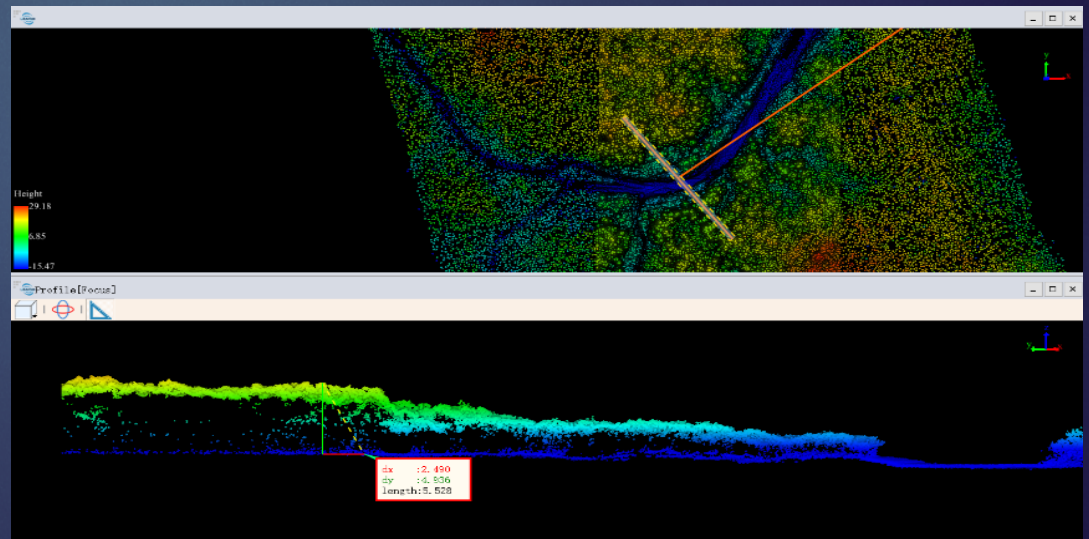 Height
29.18
6.85
-15.47
Profile[Focus]
dx :2.490
dy :4.936
length:5.528